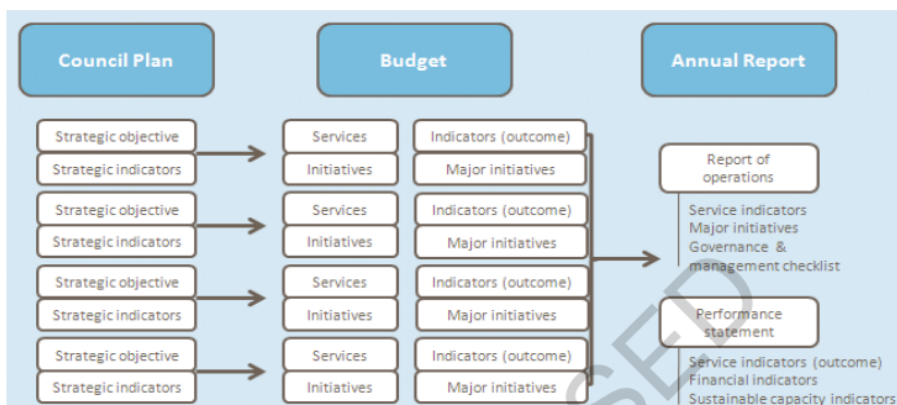 Council Plan
Budget
Annual Report
Strategic objective
Strategic indicators
Services
Initiatives
Indicators (outcome)
Major initiatives
Strategic objective
Strategic indicators
Services
Initiatives
Indicators (outcome)
Major initiatives
Strategic objective
Strategic indicators
Services
Initiatives
Indicators (outcome)
Major initiatives
Strategic objective
Strategic indicators
Services
Initiatives
Indicators (outcome)
Major initiatives
Report of
operations
Service indicators
Major initiatives
Governance &
management checklist
Performance
statement
Service indicators (outcome)
Financial indicators
Sustainable capacity indicators